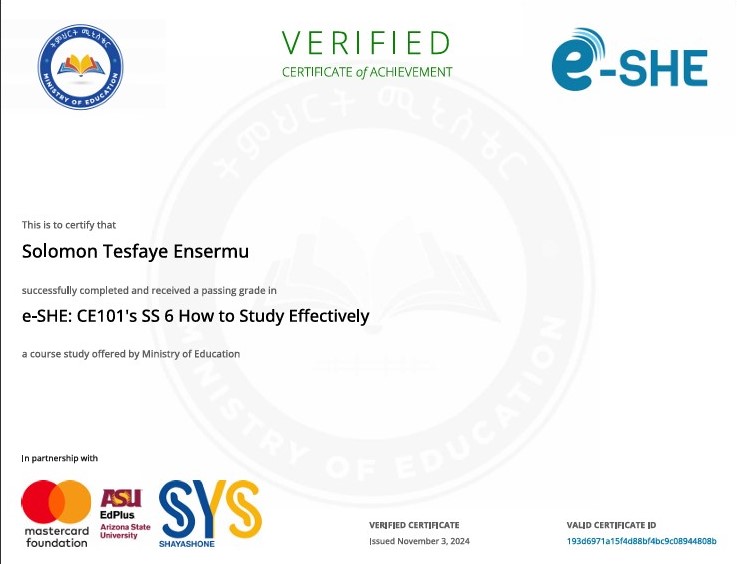 ትምህርት ሚኒስቴር
MINISTRY OF EDUCATION
VERIFIED
CERTIFICATE of ACHIEVEMENT
e-SHE
ትምህርት ሚኒስቴር
This is to certify that
Solomon Tesfaye Ensermu
successfully completed and received a passing grade in
e-SHE: CE101's SS 6 How to Study Effectively
a course study offered by Ministry of Education
MINISTRY OF EDUCATION
In partnership with
mastercard
foundation
ASU
EdPlus
Arizona State
University
SYS
SHAYASHONE
VERIFIED CERTIFICATE
Issued November 3, 2024
VALID CERTIFICATE ID
193d6971a15f4d88bf4bc9c08944808b